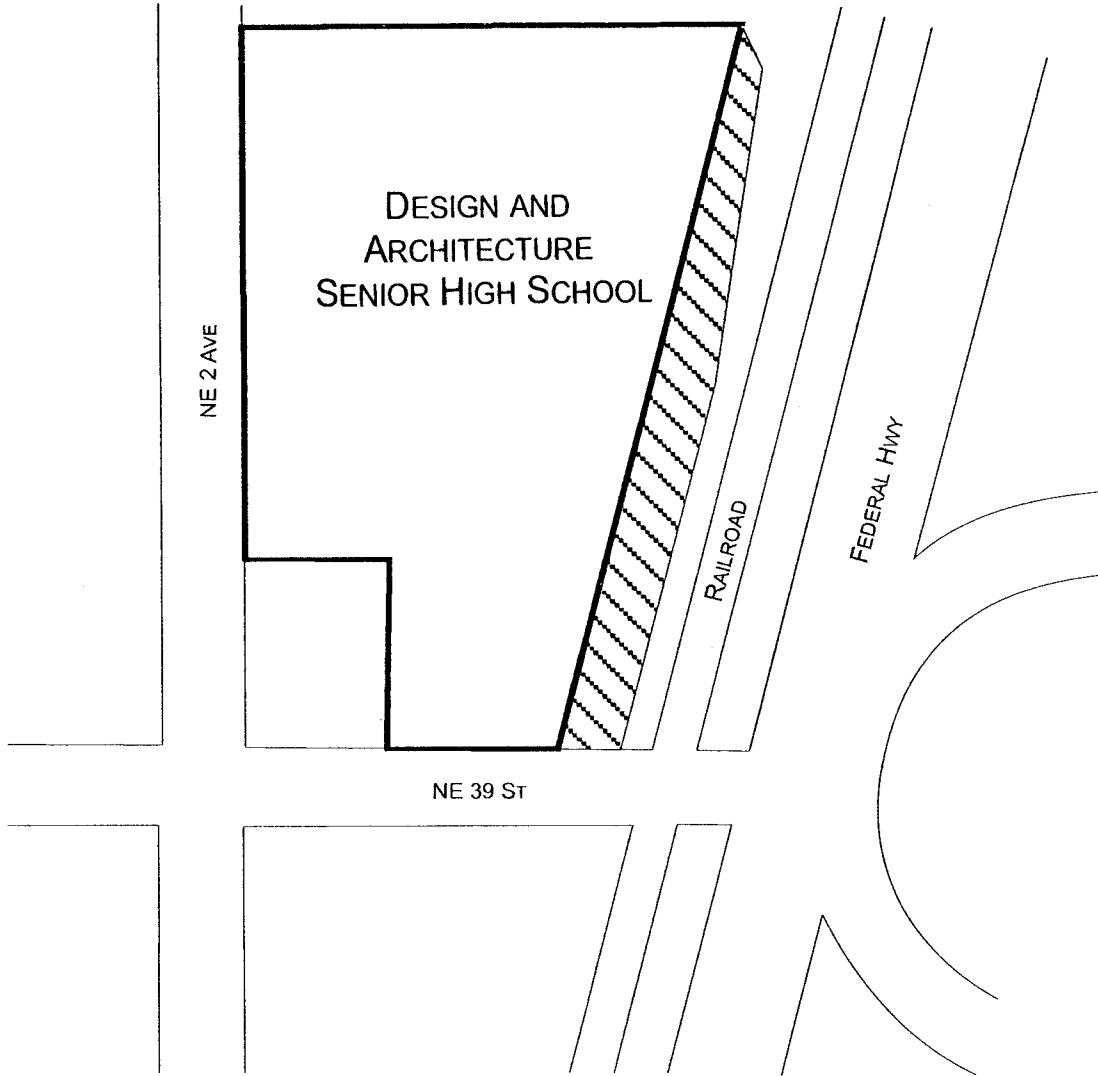 DESIGN AND
ARCHITECTURE
SENIOR HIGH SCHOOL
NE 2 AVE
RAILROAD
FEDERAL HWY
NE 39 ST